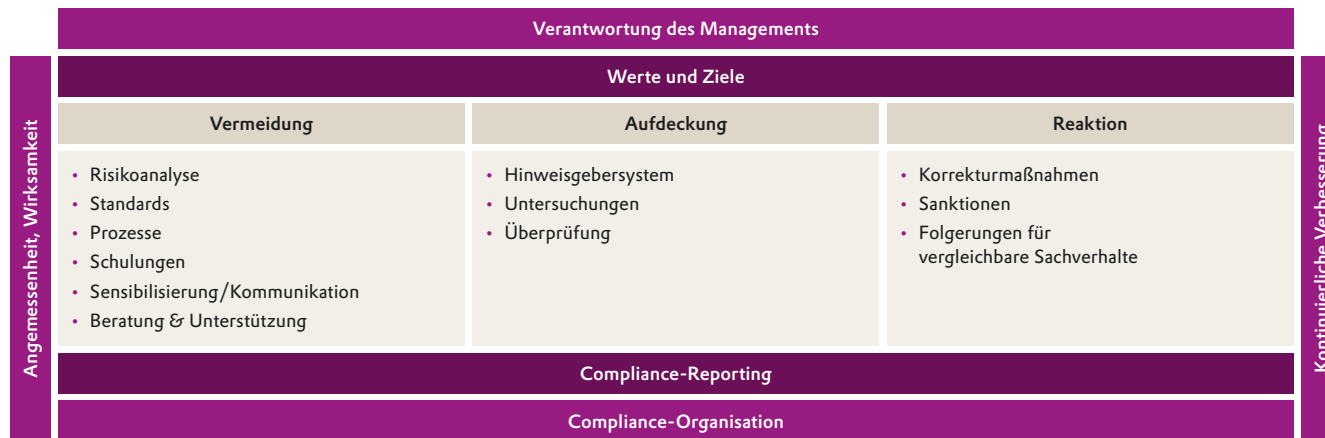 Verantwortung des Managements
Angemessenheit, Wirksamkeit
Werte und Ziele
Vermeidung
• Risikoanalyse
• Standards
• Prozesse
• Schulungen
• Sensibilisierung/Kommunikation
• Beratung & Unterstützung
Aufdeckung
• Hinweisgebersystem
• Untersuchungen
• Überprüfung
Reaktion
• Korrekturmaßnahmen
• Sanktionen
• Folgerungen für
vergleichbare Sachverhalte
Kontinuierliche Verbesserung
Compliance-Reporting
Compliance-Organisation